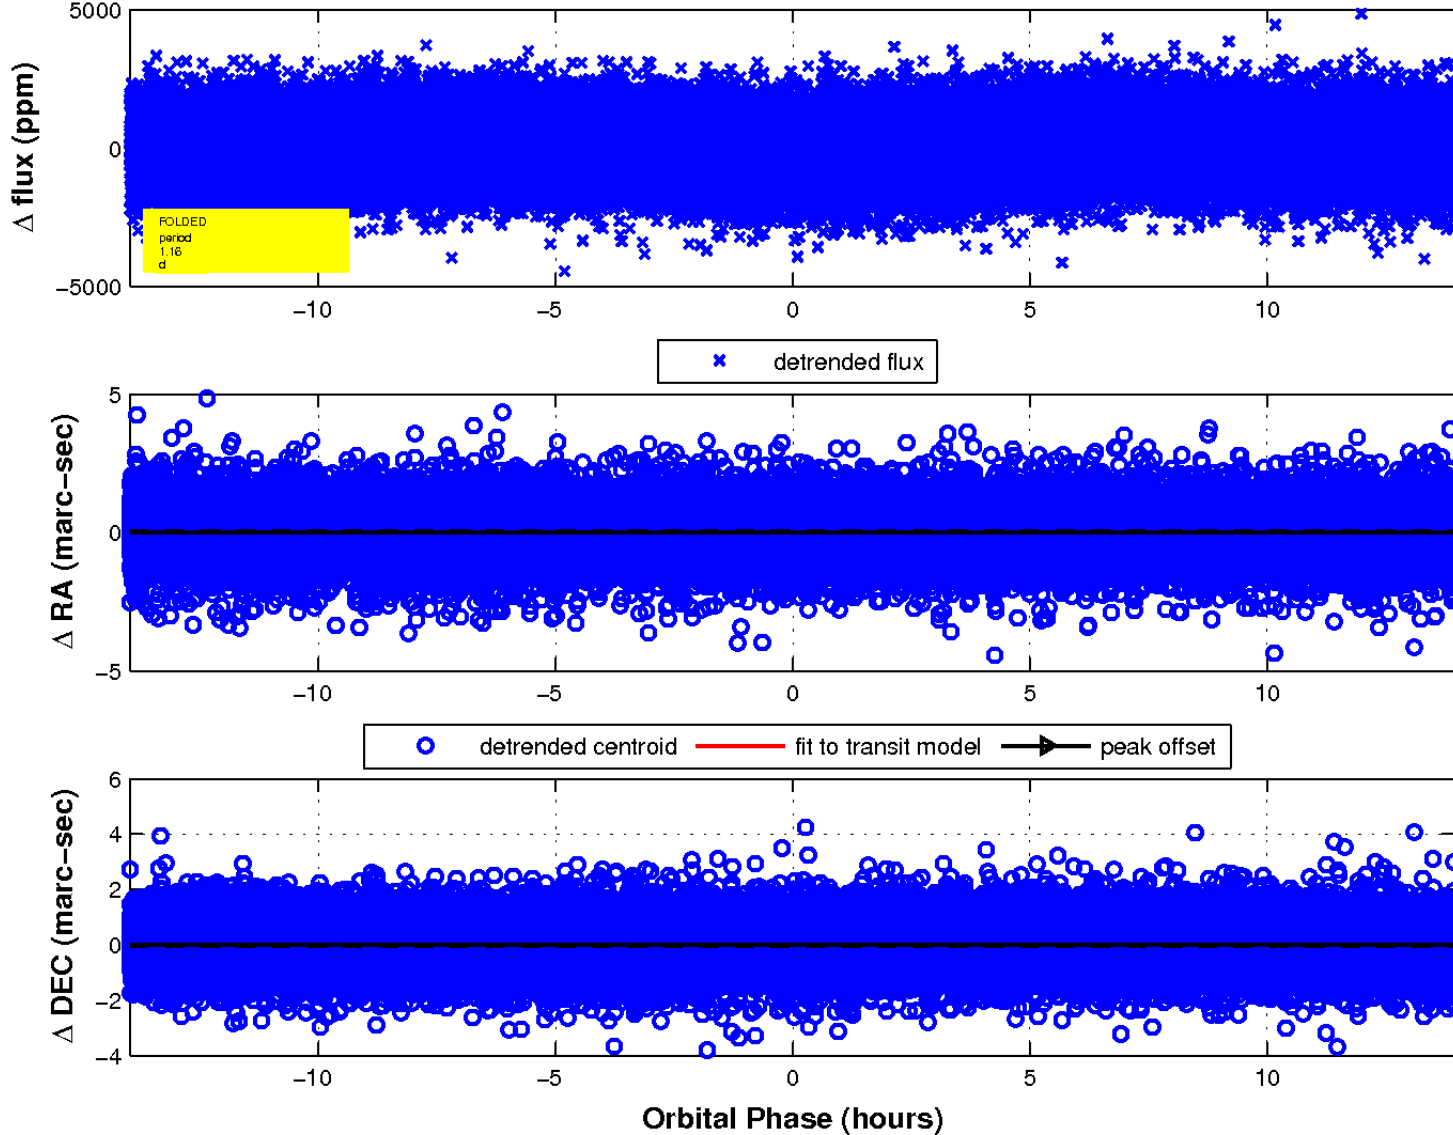 5000
0
−5000
Δ flux (ppm)
FOLDED
period
1.16
d
−10 −5 0 5 10
detrended flux
5
0
−5
Δ RA (marc−sec)
−10 −5 0 5 10
detrended centroid fit to transit model peak offset
6
4
2
0
−2
−4
Δ DEC (marc−sec)
−10 −5 0 5 10
Orbital Phase (hours)